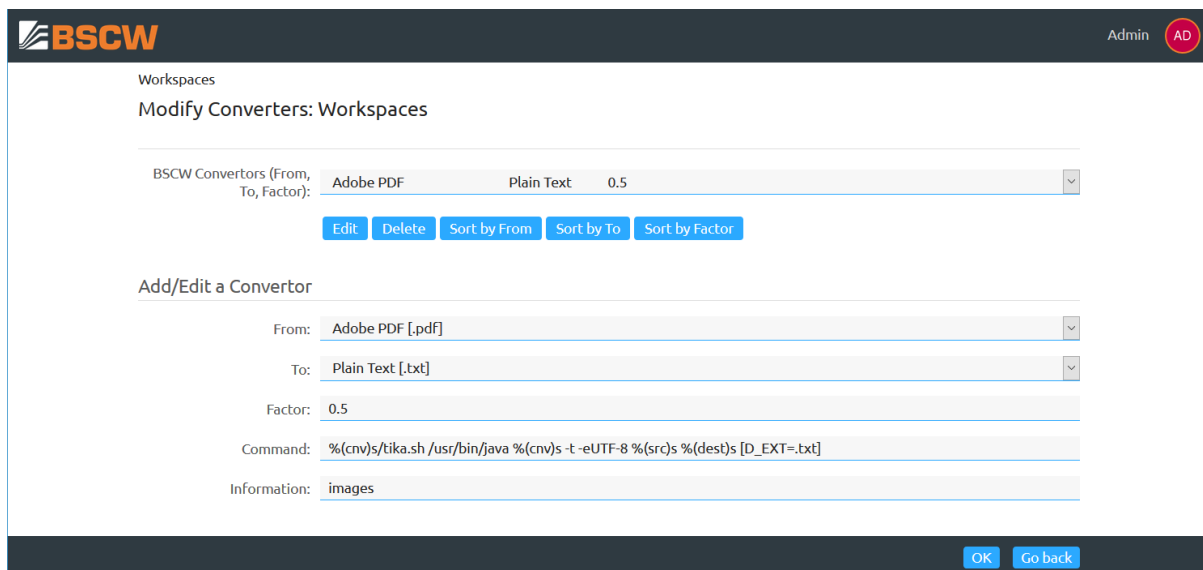 BSCW
Admin AD
Workspaces
Modify Converters: Workspaces
BSCW Convertors (From,
To, Factor): Adobe PDF Plain Text 0.5
Edit Delete Sort by From Sort by To Sort by Factor
Add/Edit a Convertor
From: Adobe PDF [.pdf]
To: Plain Text [.txt]
Factor: 0.5
Command: %(cnv)s/tika.sh /usr/bin/java %(cnv)s -t -eUTF-8 %(src)s %(dest)s [D_EXT=.txt]
Information: images
OK Go back